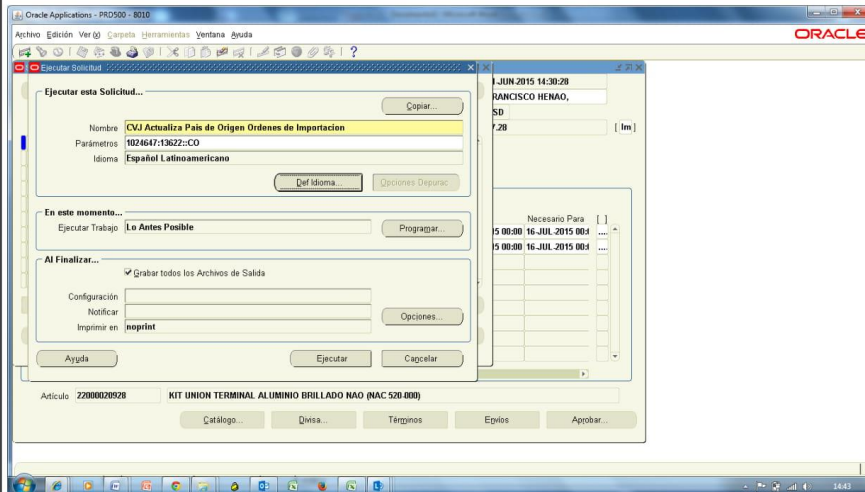 Oracle Applications - PRD500 - 8010
Archivo Edición Ver(x) Carpeta Herramientas Ventana Ayuda
ORACLE
Ejecutar Solicitud
Ejecutar esta Solicitud...
Copiar...
Nombre CVJ Actualiza Pais de Origen Ordenes de Importacion
Parámetros 1024647:13622::CO
Idioma Español Latinoamericano
Def Idioma...
Opciones Depurac
En este momento...
Ejecutar Trabajo Lo Antes Posible
Programar...
Al Finalizar...
Grabar todos los Archivos de Salida
Configuración
Notificar
Imprimir en noprint
Opciones...
Ayuda
Ejecutar
Cancelar
-JUN-2015 14:30:28
RANCISCO HENAO,
SD
7.28
[ Im ]
Necesario Para [ ]
15 00:00 16-JUL-2015 00:
15 00:00 16-JUL-2015 00:
Artículo 22000020928 KIT UNION TERMINAL ALUMINIO BRILLADO NAO (NAC 520-000)
Catálogo...
Divisa...
Términos
Envíos
Aprobar...
14:43